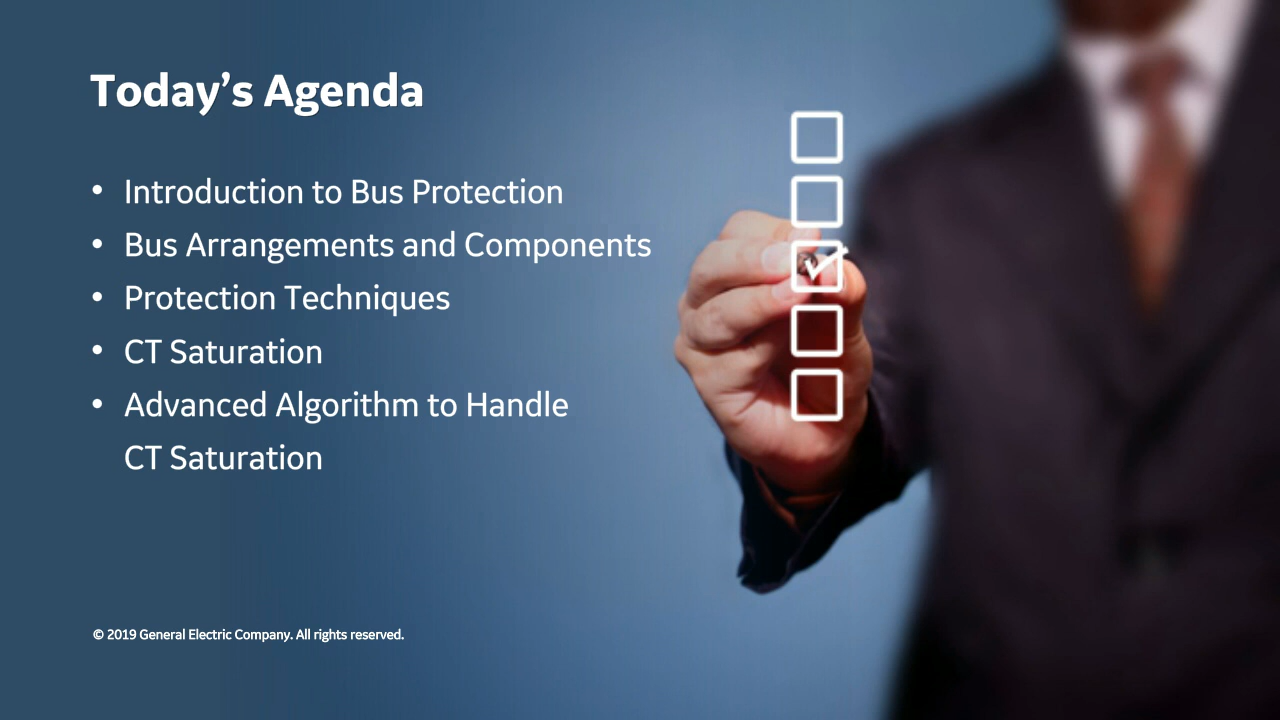 Today’s Agenda
• Introduction to Bus Protection
• Bus Arrangements and Components
• Protection Techniques
• CT Saturation
• Advanced Algorithm to Handle
CT Saturation
© 2019 General Electric Company. All rights reserved.